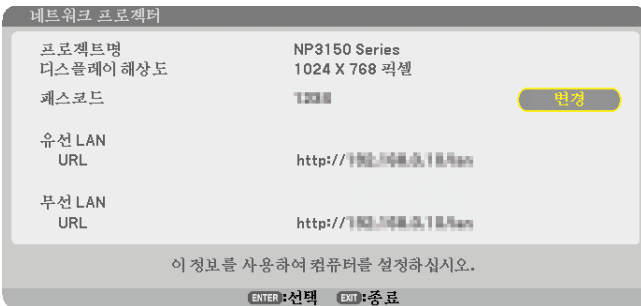 네트워크 프로젝터
프로젝트명 NP3150 Series
디스플레이 해상도 1024 X 768 픽셀
패스코드 변경
유선 LAN
URL http://
무선 LAN
URL http://
이 정보를 사용하여 컴퓨터를 설정하십시오.
ENTER :선택 EXIT :종료